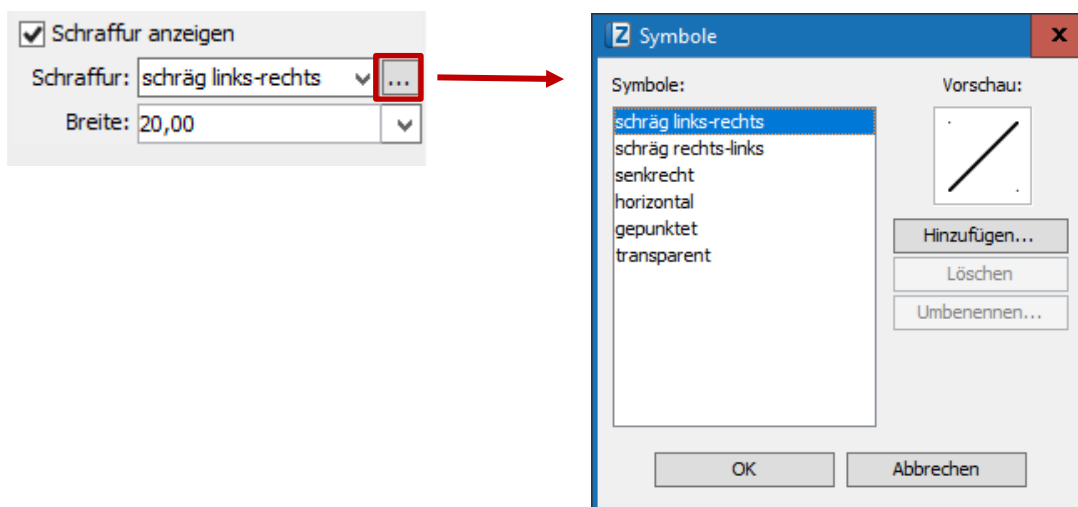 Schraffur anzeigen
Schraffur: schräg links-rechts ...
Breite: 20,00
Z Symbole x
Symbole:
Vorschau:
schräg links-rechts
schräg rechts-links
senkrecht
horizontal
gepunktet
transparent
Hinzufügen...
Löschen
Umbenennen...
OK
Abbrechen